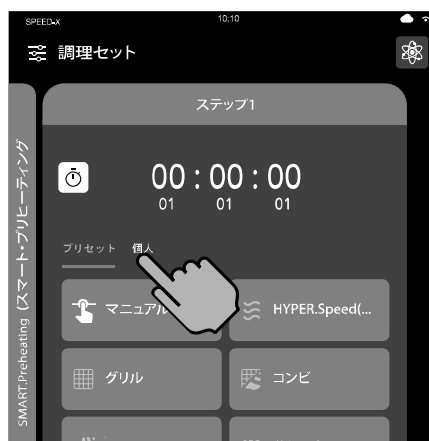 SPEED-X
10:10
調理セット
ステップ1
SMART.Preheating (スマート・プリヒーティング
00 : 00 : 00
01 01 01
プリセット 個人
マニュアル HYPER.Speed(...
グリル コンビ